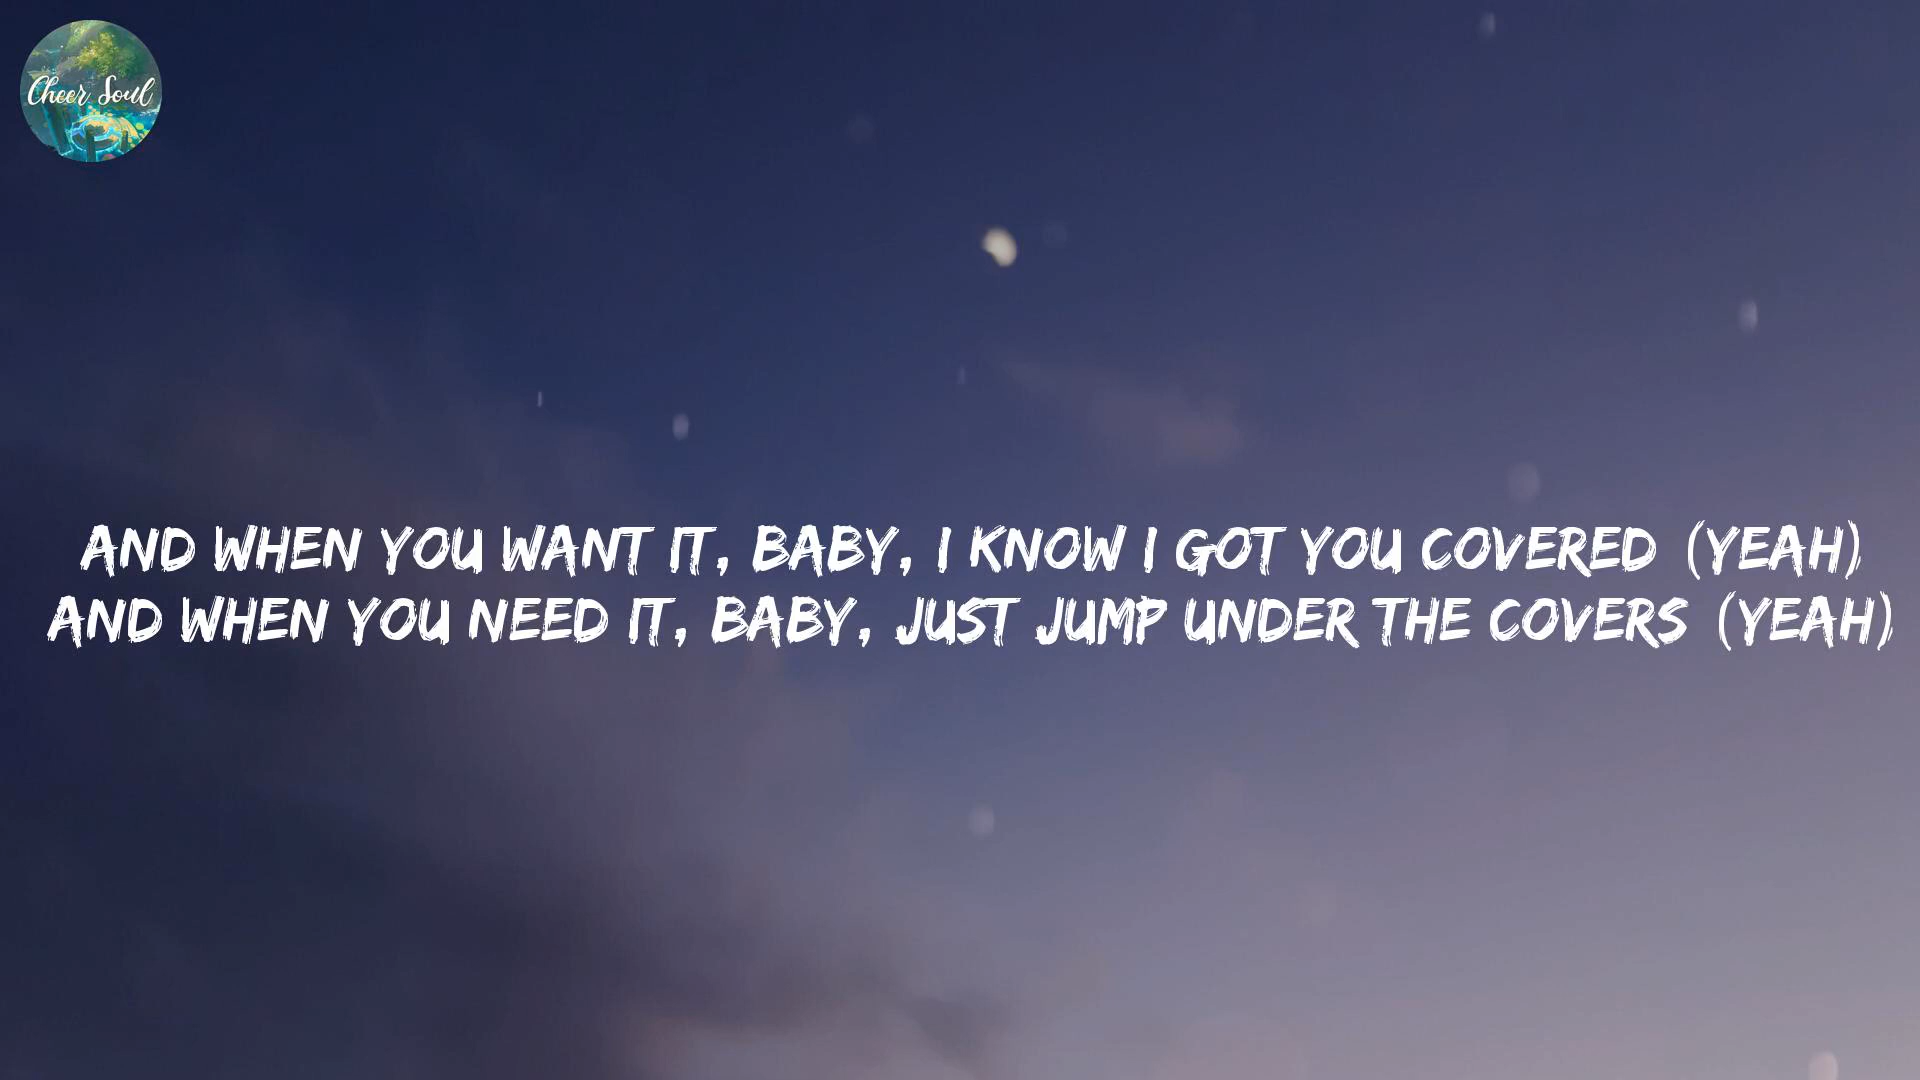 Cheer Soul
AND WHEN YOU WANT IT, BABY, I KNOW I GOT YOU COVERED (YEAH)
AND WHEN YOU NEED IT, BABY, JUST JUMP UNDER THE COVERS (YEAH)